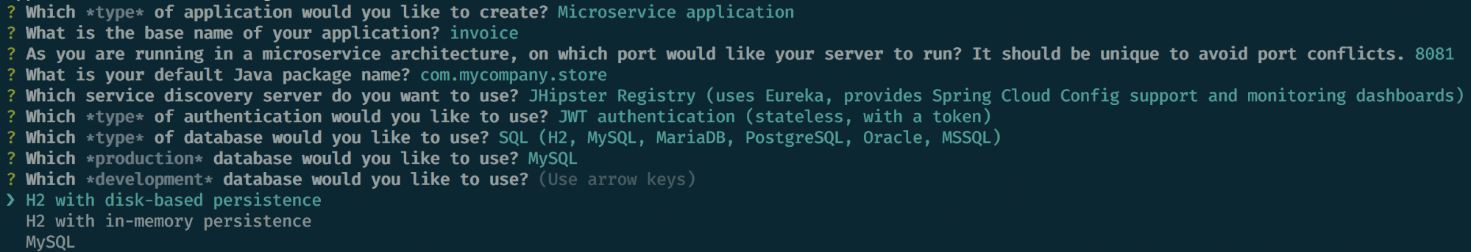 ? Which *type* of application would you like to create? Microservice application
? What is the base name of your application? invoice
? As you are running in a microservice architecture, on which port would like your server to run? It should be unique to avoid port conflicts. 8081
? What is your default Java package name? com.mycompany.store
? Which service discovery server do you want to use? JHipster Registry (uses Eureka, provides Spring Cloud Config support and monitoring dashboards)
? Which *type* of authentication would you like to use? JWT authentication (stateless, with a token)
? Which *type* of database would you like to use? SQL (H2, MySQL, MariaDB, PostgreSQL, Oracle, MSSQL)
? Which *production* database would you like to use? MySQL
? Which *development* database would you like to use? (Use arrow keys)
❯ H2 with disk-based persistence
H2 with in-memory persistence
MySQL